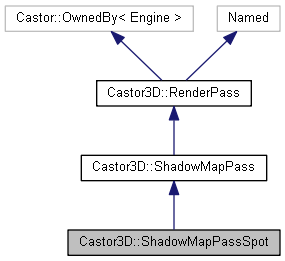 Castor::OwnedBy< Engine >
Named
Castor3D::RenderPass
Castor3D::ShadowMapPass
Castor3D::ShadowMapPassSpot